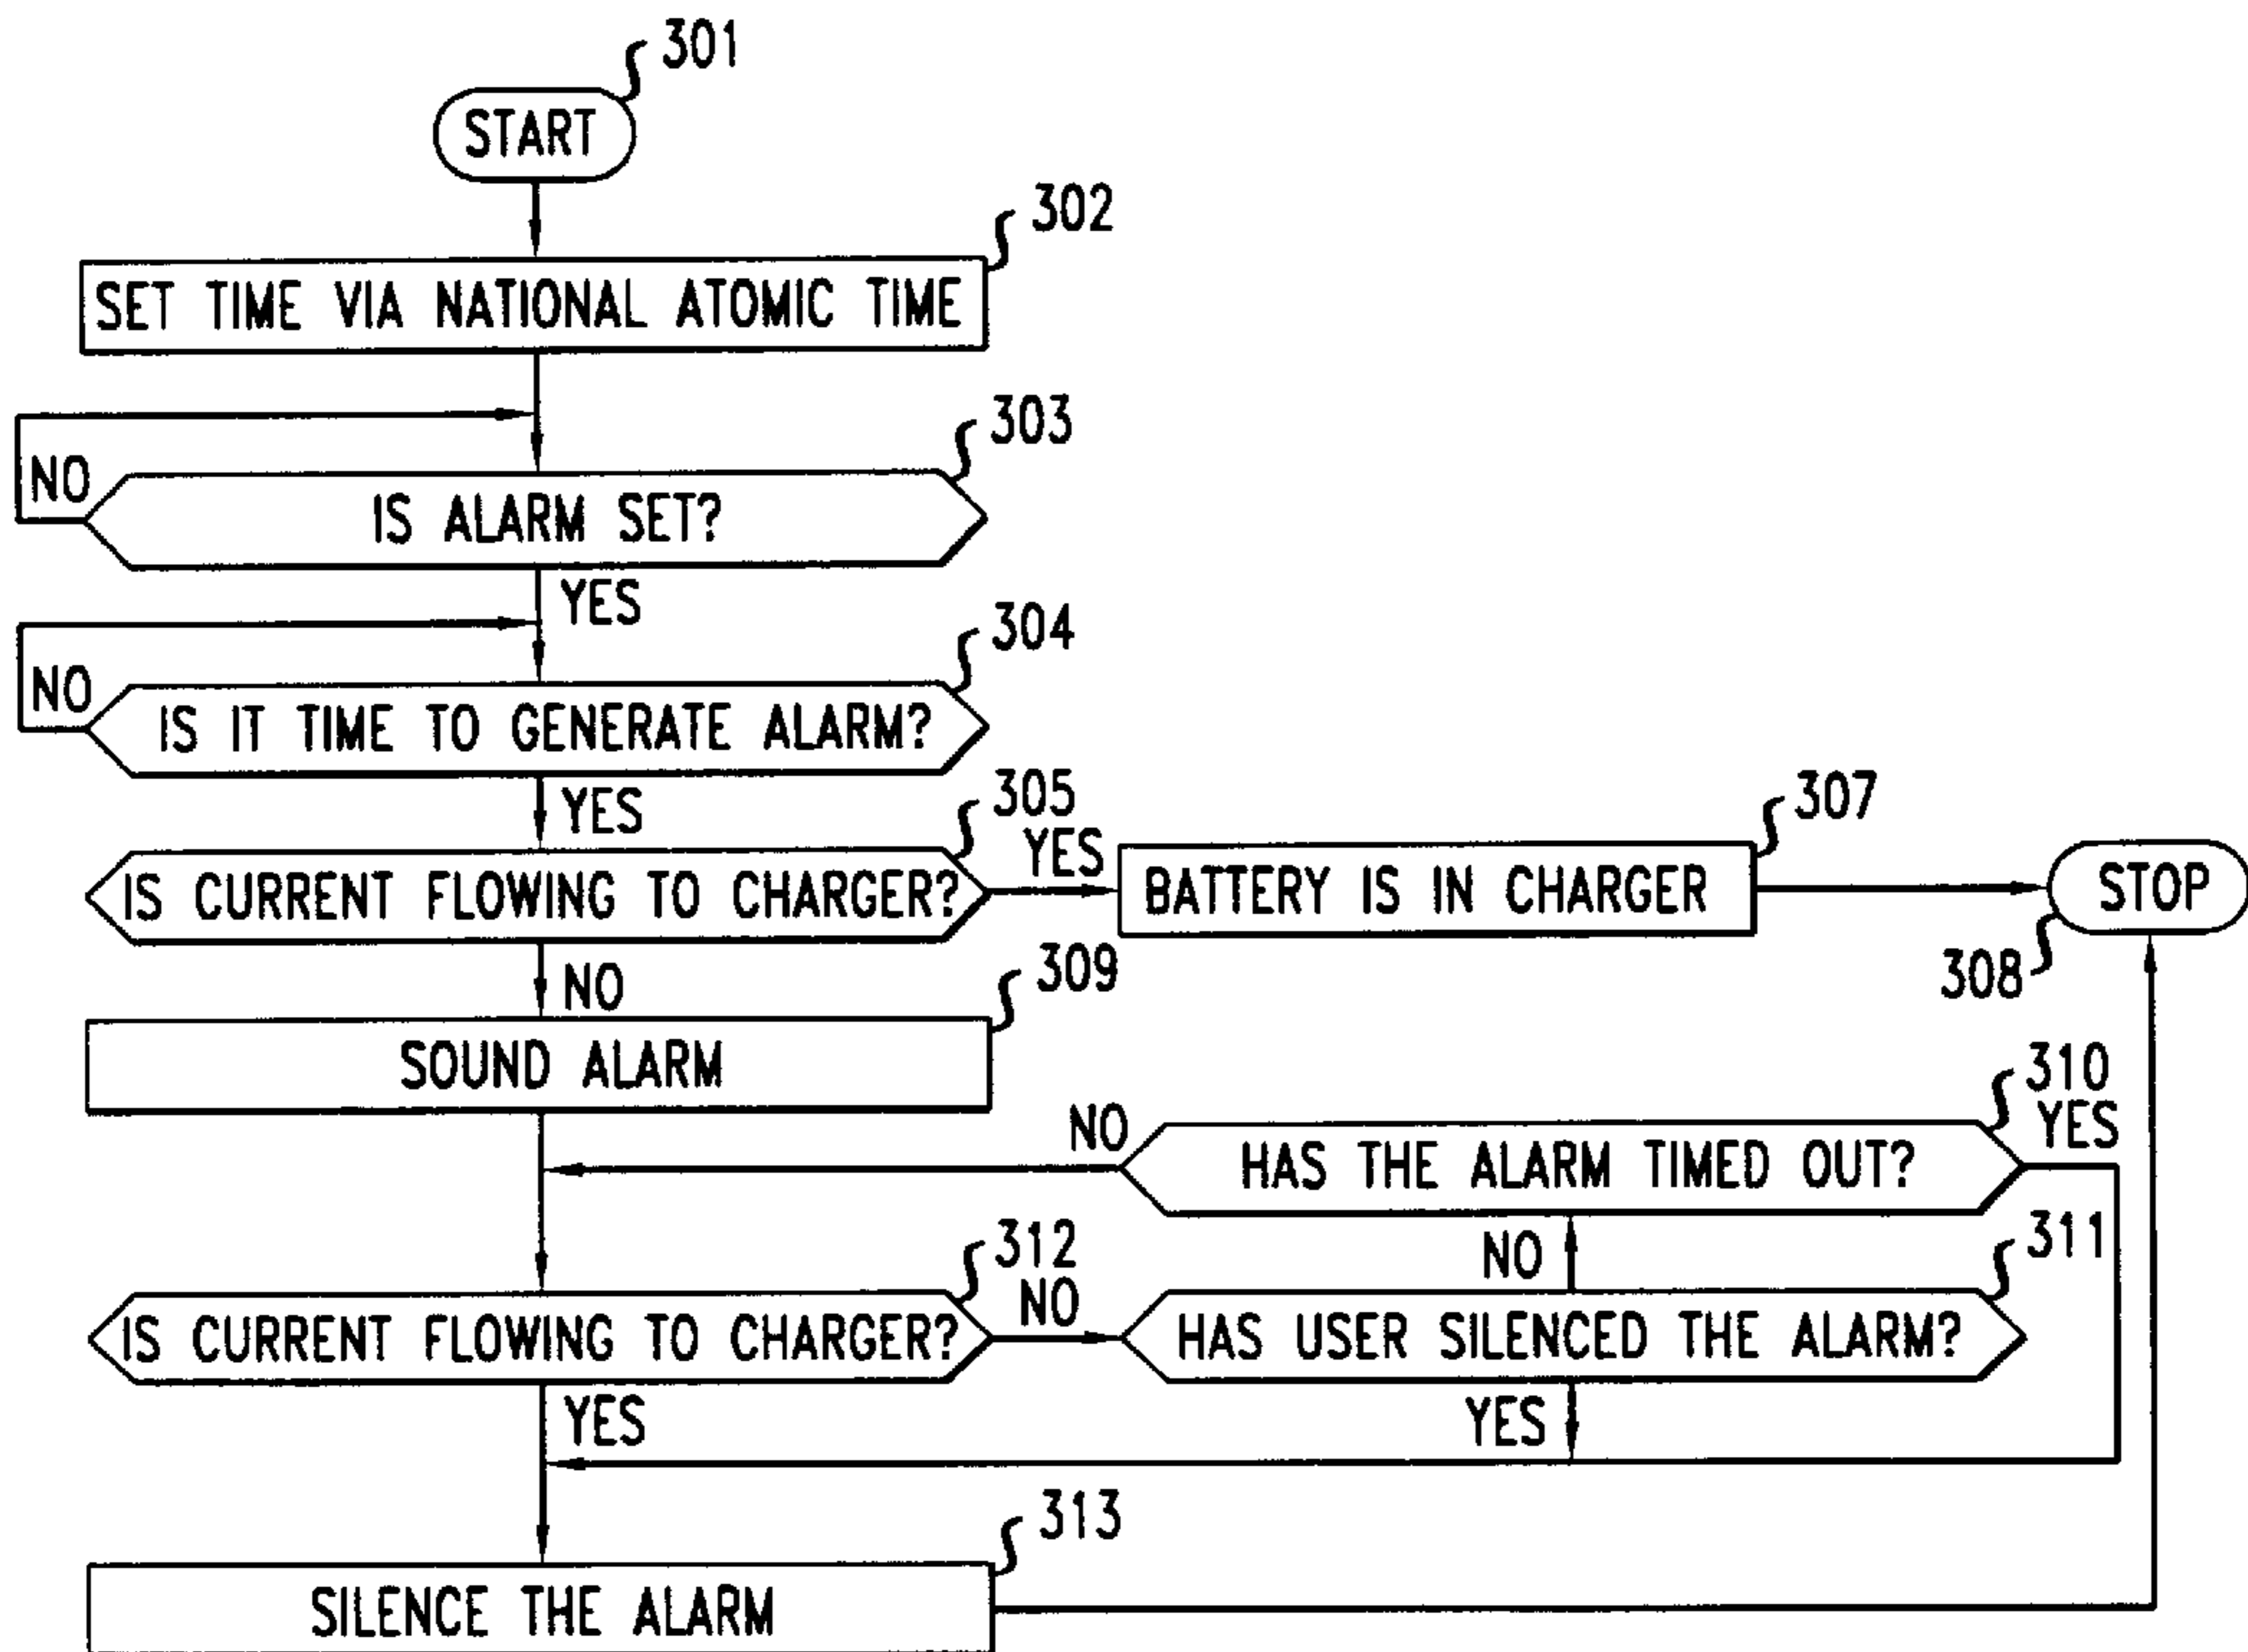 301
START
302
SET TIME VIA NATIONAL ATOMIC TIME
303
NO
IS ALARM SET?
YES
304
NO
IS IT TIME TO GENERATE ALARM?
YES
305
YES
IS CURRENT FLOWING TO CHARGER?
307
BATTERY IS IN CHARGER
STOP
308
NO
309
SOUND ALARM
310
YES
NO
HAS THE ALARM TIMED OUT?
312
NO
IS CURRENT FLOWING TO CHARGER?
NO
311
HAS USER SILENCED THE ALARM?
YES
YES
313
SILENCE THE ALARM